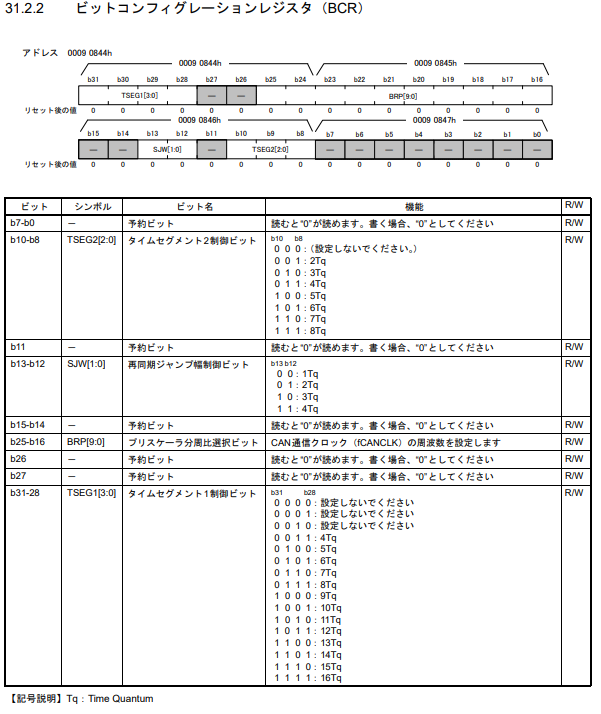 31.2.2 ビットコンフィグレーションレジスタ（BCR）
アドレス 0009 0844h
0009 0844h 0009 0845h
b31 b30 b29 b28 b27 b26 b25 b24 b23 b22 b21 b20 b19 b18 b17 b16
TSEG1[3:0] — — BRP[9:0]
リセット後の値 0 0 0 0 0 0 0 0 0 0 0 0 0 0 0 0
0009 0846h 0009 0847h
b15 b14 b13 b12 b11 b10 b9 b8 b7 b6 b5 b4 b3 b2 b1 b0
— — SJW[1:0] — TSEG2[2:0] — — — — — — — —
リセット後の値 0 0 0 0 0 0 0 0 0 0 0 0 0 0 0 0
ビット シンボル ビット名 機能 R/W
b7-b0 — 予約ビット 読むと“0”が読めます。書く場合、“0”としてください R/W
b10-b8 TSEG2[2:0] タイムセグメント2制御ビット b10 b8 R/W
0 0 0：（設定しないでください。）
0 0 1：2Tq
0 1 0：3Tq
0 1 1：4Tq
1 0 0：5Tq
1 0 1：6Tq
1 1 0：7Tq
1 1 1：8Tq
b11 — 予約ビット 読むと“0”が読めます。書く場合、“0”としてください R/W
b13-b12 SJW[1:0] 再同期ジャンプ幅制御ビット b13 b12 R/W
0 0：1Tq
0 1：2Tq
1 0：3Tq
1 1：4Tq
b15-b14 — 予約ビット 読むと“0”が読めます。書く場合、“0”としてください R/W
b25-b16 BRP[9:0] プリスケーラ分周比選択ビット CAN通信クロック（fCANCLK）の周波数を設定します R/W
b26 — 予約ビット 読むと“0”が読めます。書く場合、“0”としてください R/W
b27 — 予約ビット 読むと“0”が読めます。書く場合、“0”としてください R/W
b31-28 TSEG1[3:0] タイムセグメント1制御ビット b31 b28 R/W
0 0 0 0：設定しないでください
0 0 0 1：設定しないでください
0 0 1 0：設定しないでください
0 0 1 1：4Tq
0 1 0 0：5Tq
0 1 0 1：6Tq
0 1 1 0：7Tq
0 1 1 1：8Tq
1 0 0 0：9Tq
1 0 0 1：10Tq
1 0 1 0：11Tq
1 0 1 1：12Tq
1 1 0 0：13Tq
1 1 0 1：14Tq
1 1 1 0：15Tq
1 1 1 1：16Tq
【記号説明】Tq：Time Quantum